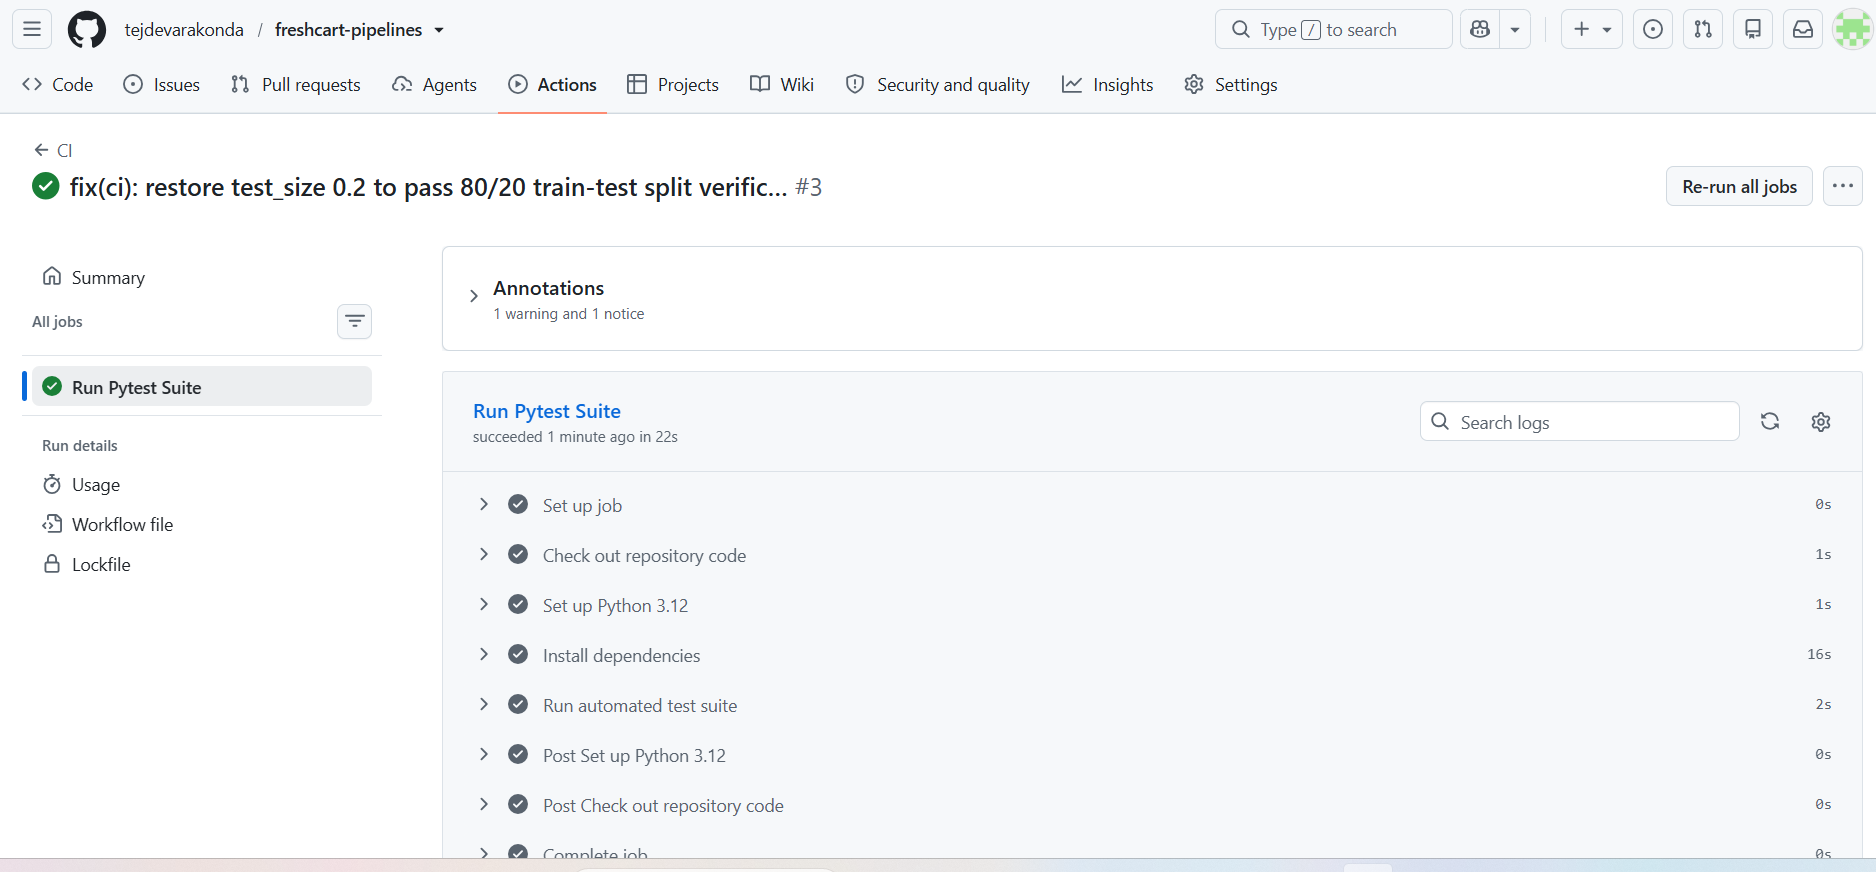 tejdevarakonda / freshcart-pipelines
Type / to search
Code
Issues
Pull requests
Agents
Actions
Projects
Wiki
Security and quality
Insights
Settings
CI
fix(ci): restore test_size 0.2 to pass 80/20 train-test split verific... #3
Re-run all jobs
Summary
All jobs
Run Pytest Suite
Run details
Usage
Workflow file
Lockfile
Annotations
1 warning and 1 notice
Run Pytest Suite
succeeded 1 minute ago in 22s
Search logs
Set up job 0s
Check out repository code 1s
Set up Python 3.12 1s
Install dependencies 16s
Run automated test suite 2s
Post Set up Python 3.12 0s
Post Check out repository code 0s
Complete job 0s